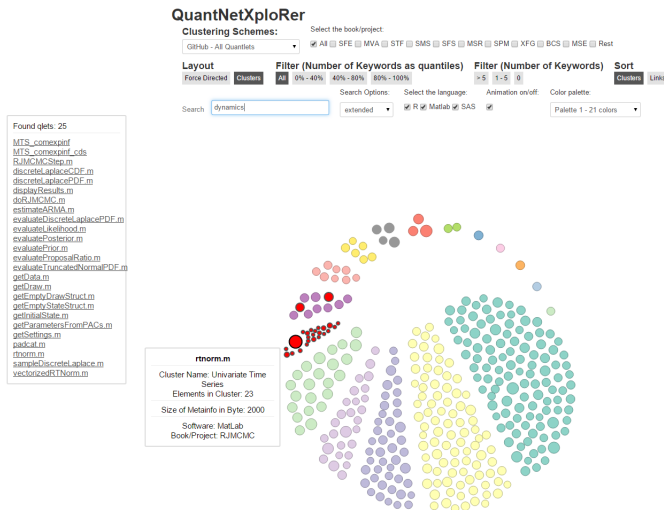 QuantNetXploRer
Clustering Schemes:
Select the book/project:
GitHub - All Quantlets
All SFE MVA STF SMS SFS MSR SPM XFG BCS MSE Rest
Layout
Filter (Number of Keywords as quantiles)
Filter (Number of Keywords)
Sort
Force Directed Clusters
All 0% - 40% 40% - 80% 80% - 100%
> 5 1 - 5 0
Clusters Links
Search Options:
Select the language:
Animation on/off:
Color palette:
Search dynamics
extended
R Matlab SAS
Palette 1 - 21 colors
Found qlets: 25
MTS_comexpinf
MTS_comexpinf_cds
RJMCMCStep.m
discreteLaplaceCDF.m
discreteLaplacePDF.m
displayResults.m
doRJMCMC.m
estimateARMA.m
evaluateDiscreteLaplacePDF.m
evaluateLikelihood.m
evaluatePosterior.m
evaluatePrior.m
evaluateProposalRatio.m
evaluateTruncatedNormalPDF.m
getData.m
getDraw.m
getEmptyDrawStruct.m
getEmptyStateStruct.m
getInitialState.m
getParametersFromPACs.m
getSettings.m
padcat.m
rtnorm.m
sampleDiscreteLaplace.m
vectorizedRTNorm.m
rtnorm.m
Cluster Name: Univariate Time
Series
Elements in Cluster: 23
Size of Metainfo in Byte: 2000
Software: MatLab
Book/Project: RJMCMC